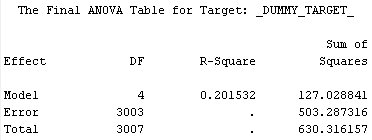 The Final ANOVA Table for Target: _DUMMY_TARGET_
Sum of
Effect DF R-Square Squares
Model 4 0.201532 127.028841
Error 3003 . 503.287316
Total 3007 . 630.316157